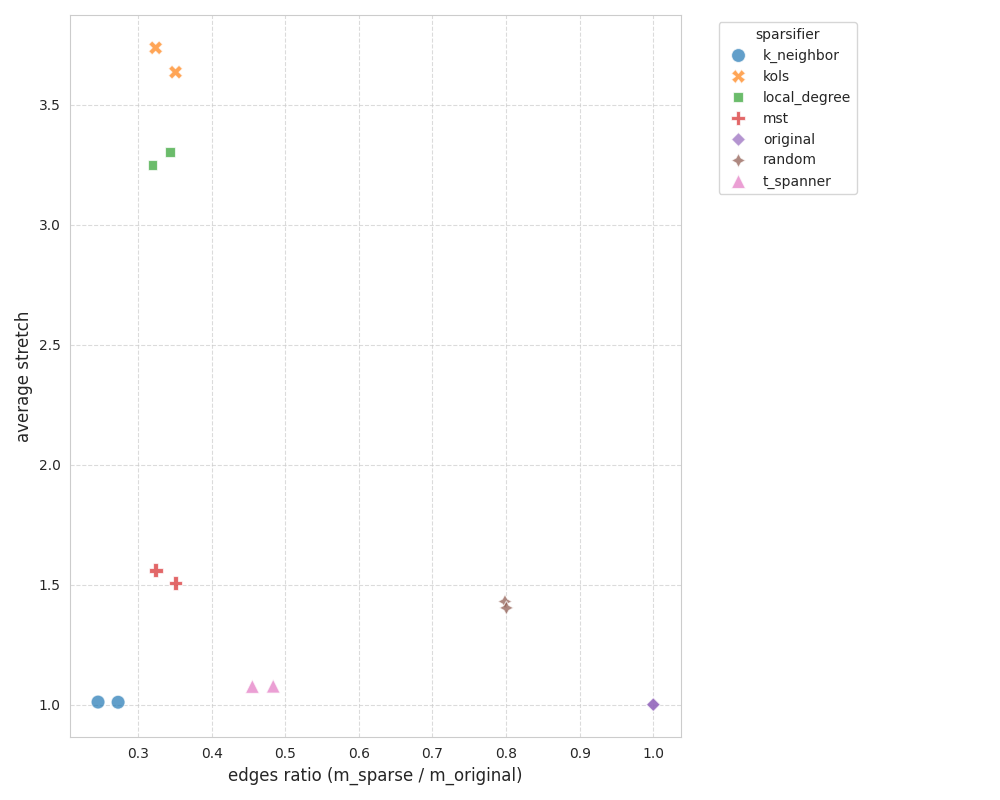 sparsifier
k_neighbor
kols
local_degree
mst
original
random
t_spanner
average stretch
3.5
3.0
2.5
2.0
1.5
1.0
0.3 0.4 0.5 0.6 0.7 0.8 0.9 1.0
edges ratio (m_sparse / m_original)